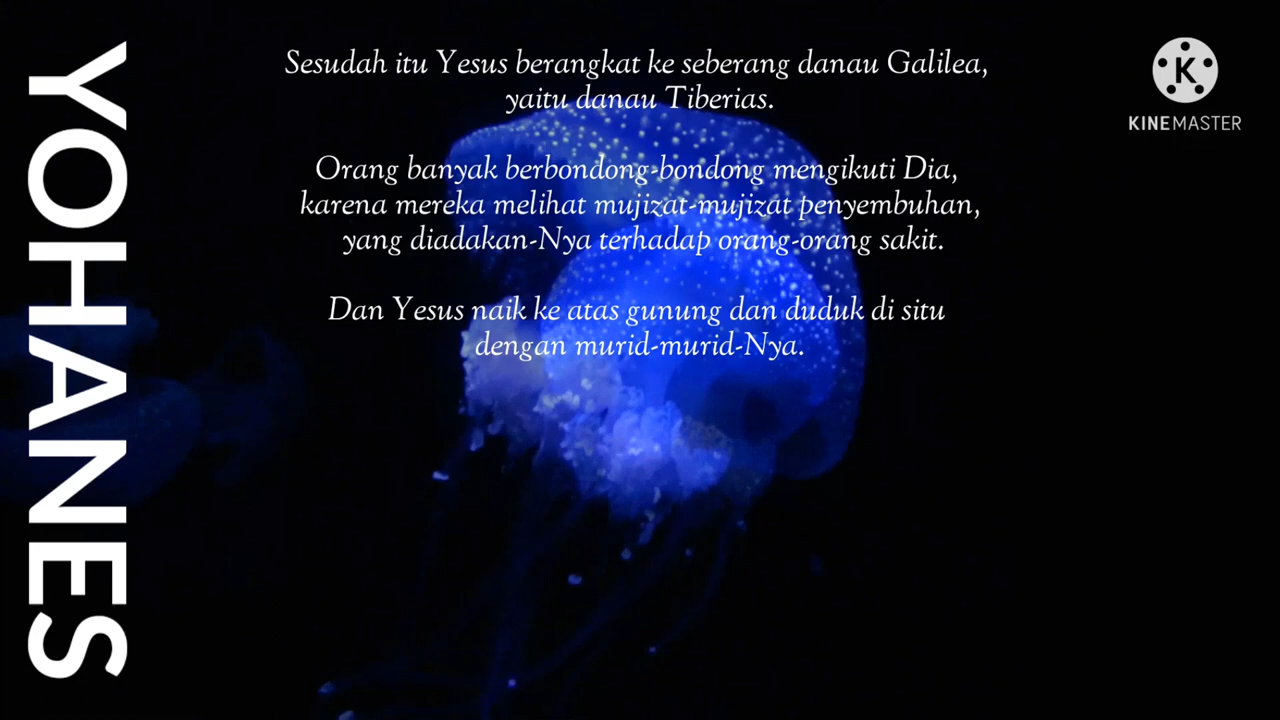 YOHANES
Sesudah itu Yesus berangkat ke seberang danau Galilea,
yaitu danau Tiberias.
Orang banyak berbondong-bondong mengikuti Dia,
karena mereka melihat mujizat-mujizat penyembuhan,
yang diadakan-Nya terhadap orang-orang sakit.
Dan Yesus naik ke atas gunung dan duduk di situ
dengan murid-murid-Nya.
K
KINEMASTER